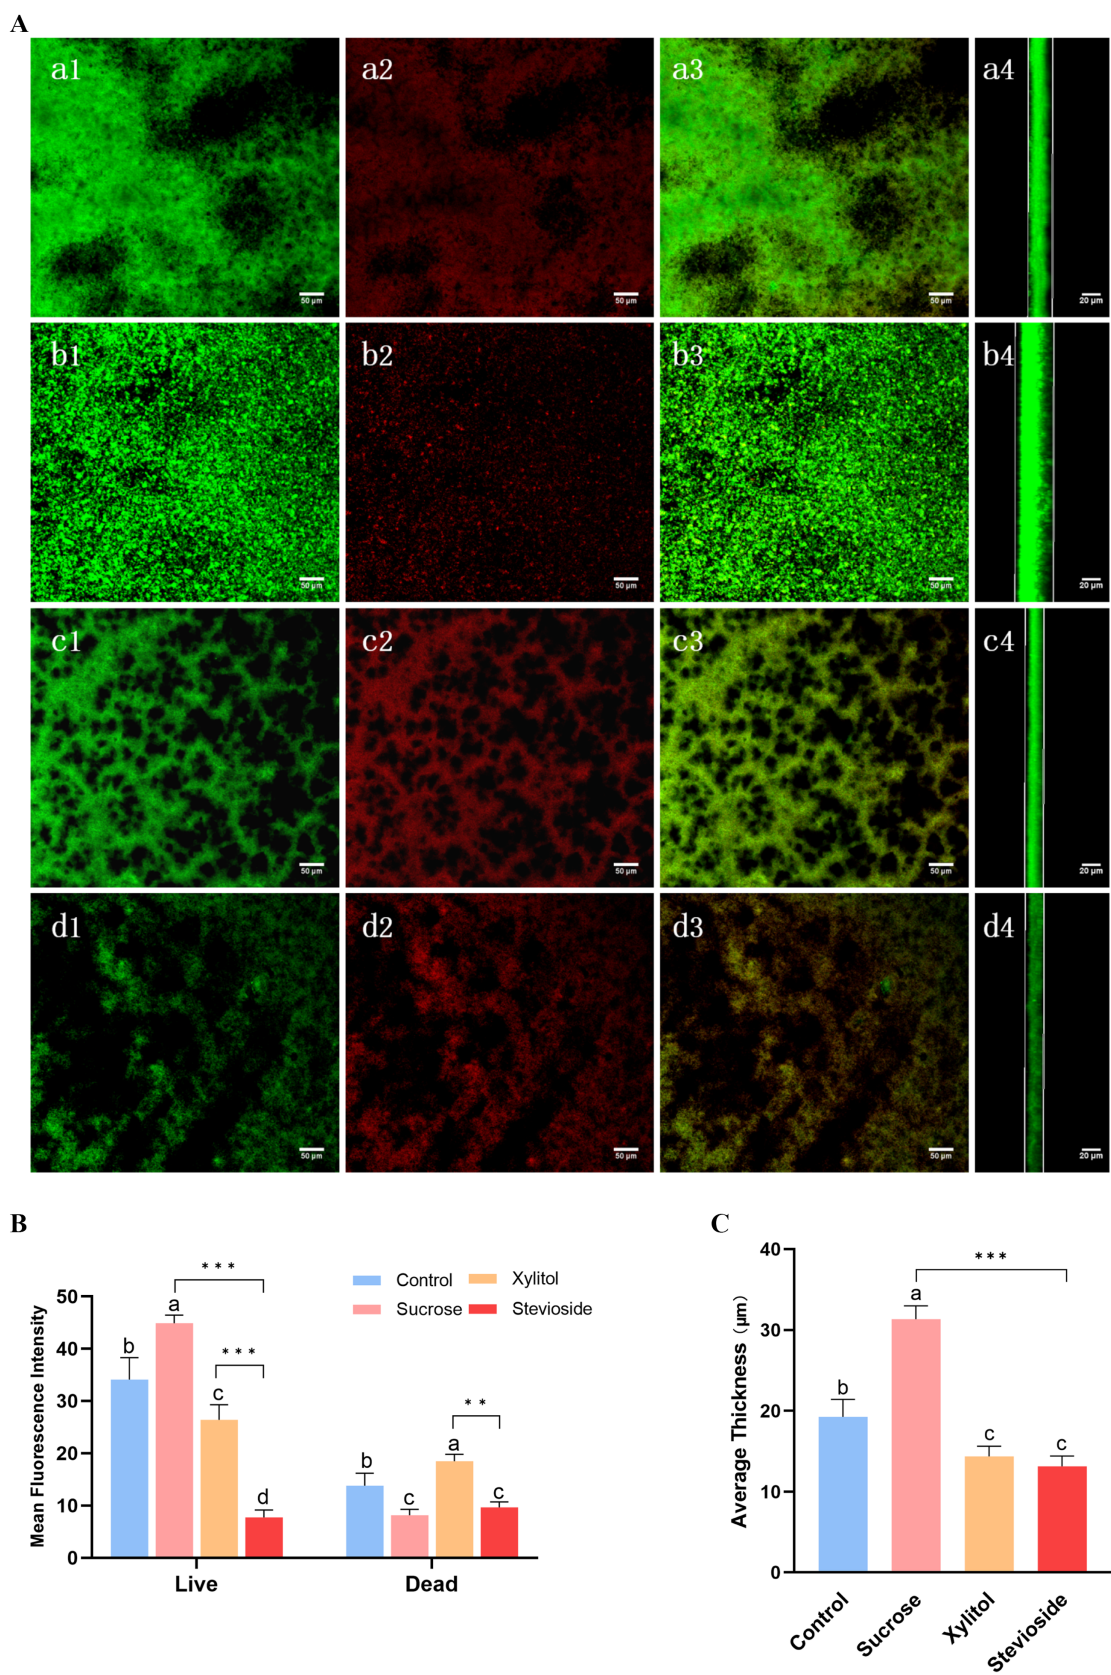 A
a1 a2 a3 a4
50 µm 50 µm 50 µm 20 µm
b1 b2 b3 b4
50 µm 50 µm 50 µm 20 µm
c1 c2 c3 c4
50 µm 50 µm 50 µm 20 µm
d1 d2 d3 d4
50 µm 50 µm 50 µm 20 µm
B
Mean Fluorescence Intensity
50
40
30
20
10
0
Control
Xylitol
Sucrose
Stevioside
***
***
**
b a c d
b c a c
Live Dead
C
Average Thickness (µm)
40
30
20
10
0
***
b a c c
Control
Sucrose
Xylitol
Stevioside